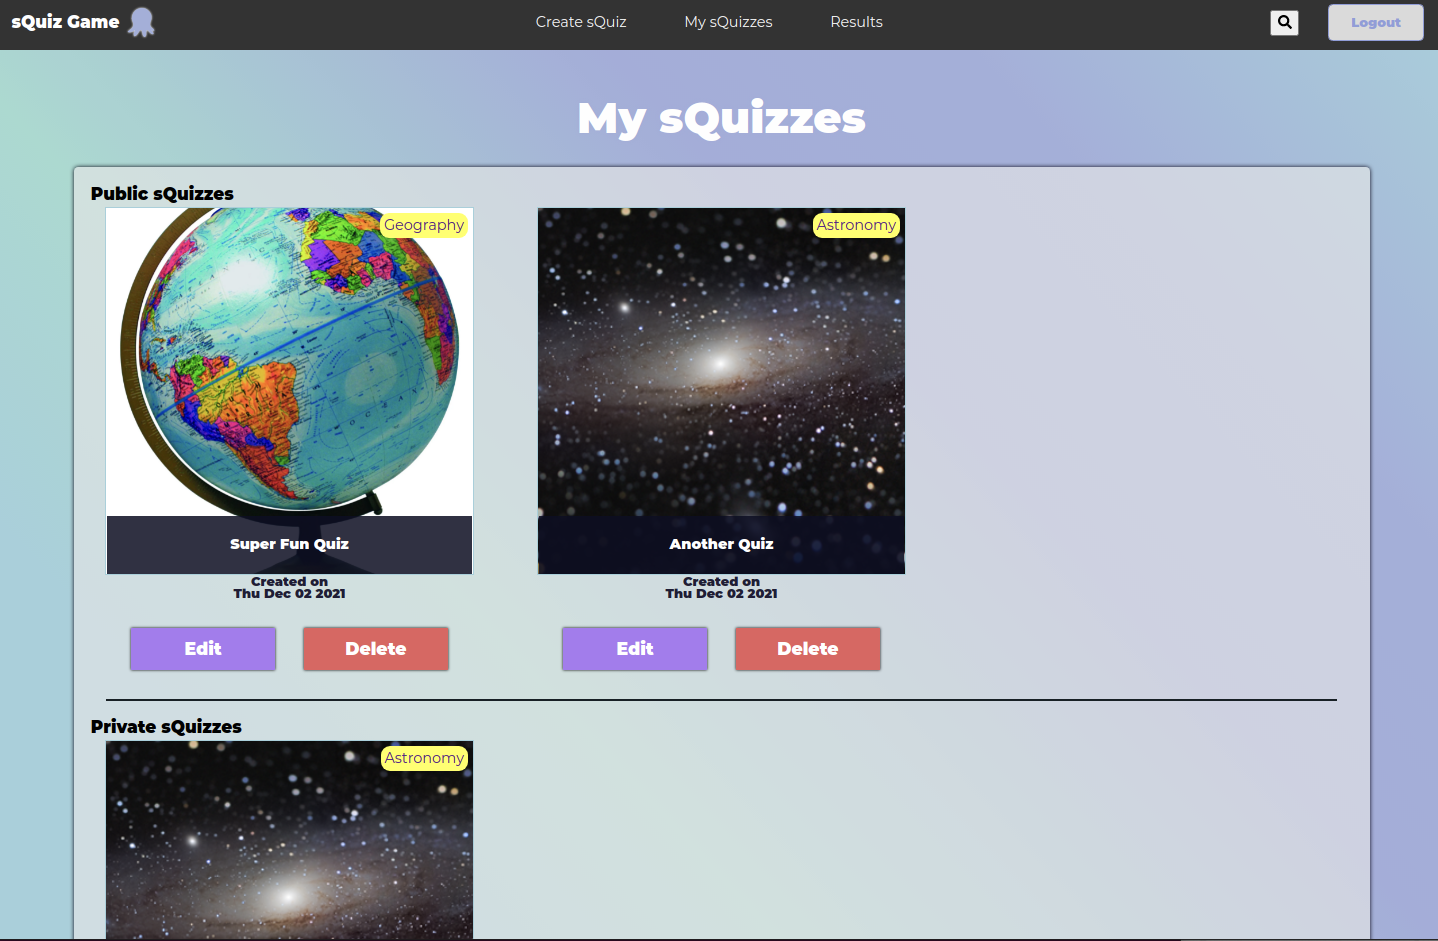 sQuiz Game
Create sQuiz
My sQuizzes
Results
Logout
My sQuizzes
Public sQuizzes
Geography
Astronomy
Super Fun Quiz
Another Quiz
Created on
Thu Dec 02 2021
Created on
Thu Dec 02 2021
Edit
Delete
Edit
Delete
Private sQuizzes
Astronomy